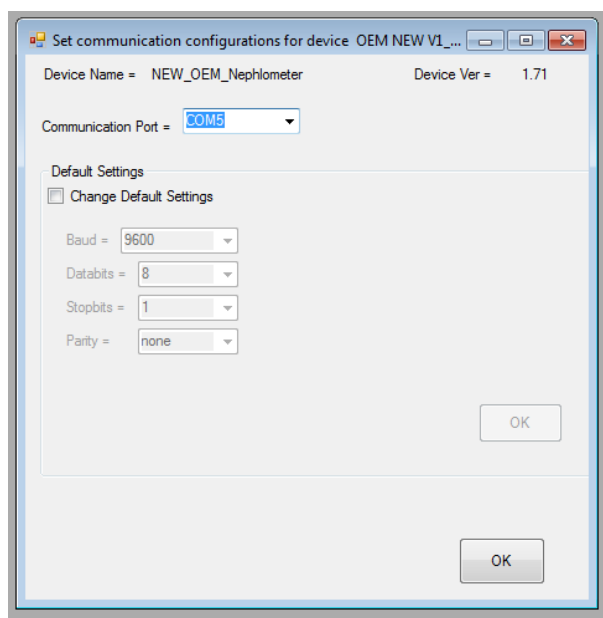 Set communication configurations for device OEM NEW V1_...
Device Name = NEW_OEM_Nephlometer Device Ver = 1.71
Communication Port = COM5
Default Settings
Change Default Settings
Baud = 9600
Databits = 8
Stopbits = 1
Parity = none
OK
OK